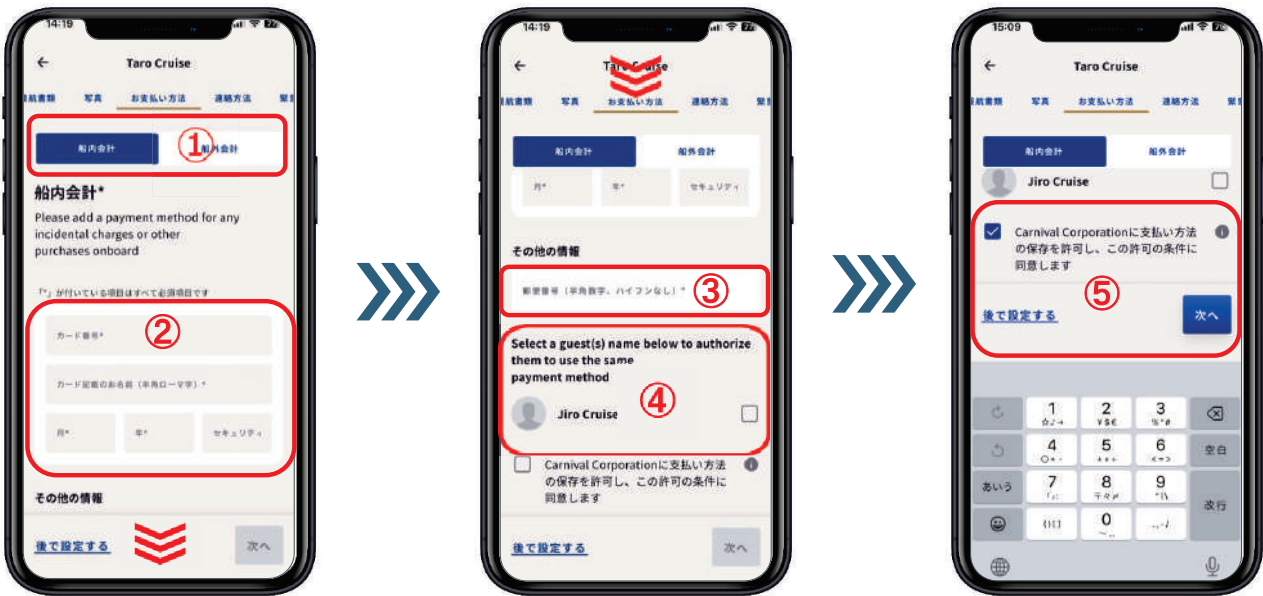 14:19
Taro Cruise
航書類 写真 お支払い方法 連絡方法
船内会計 ① 船外会計
船内会計*
Please add a payment method for any
incidental charges or other
purchases onboard
「*」が付いている項目はすべて必須項目です
②
カード番号*
カード記載のお名前（半角ローマ字）*
月* 年* セキュリティ
その他の情報
後で設定する 次へ
14:19
Taro Cruise
航書類 写真 お支払い方法 連絡方法
船内会計 船外会計
月* 年* セキュリティ
その他の情報
郵便番号（半角数字、ハイフンなし）* ③
Select a guest(s) name below to authorize
them to use the same
payment method
Jiro Cruise ④
Carnival Corporationに支払い方法
の保存を許可し、この許可の条件に
同意します
後で設定する 次へ
15:09
Taro Cruise
航書類 写真 お支払い方法 連絡方法
船内会計 船外会計
Jiro Cruise
Carnival Corporationに支払い方法
の保存を許可し、この許可の条件に
同意します
⑤
後で設定する 次へ
1 2 3
☆♪→ ¥$€ %°#
4 5 6 空白
○*・ +×÷ <=>
あいう 7 8 9 改行
「」: 〒々〆 ^|\
()[] 0 .,-/